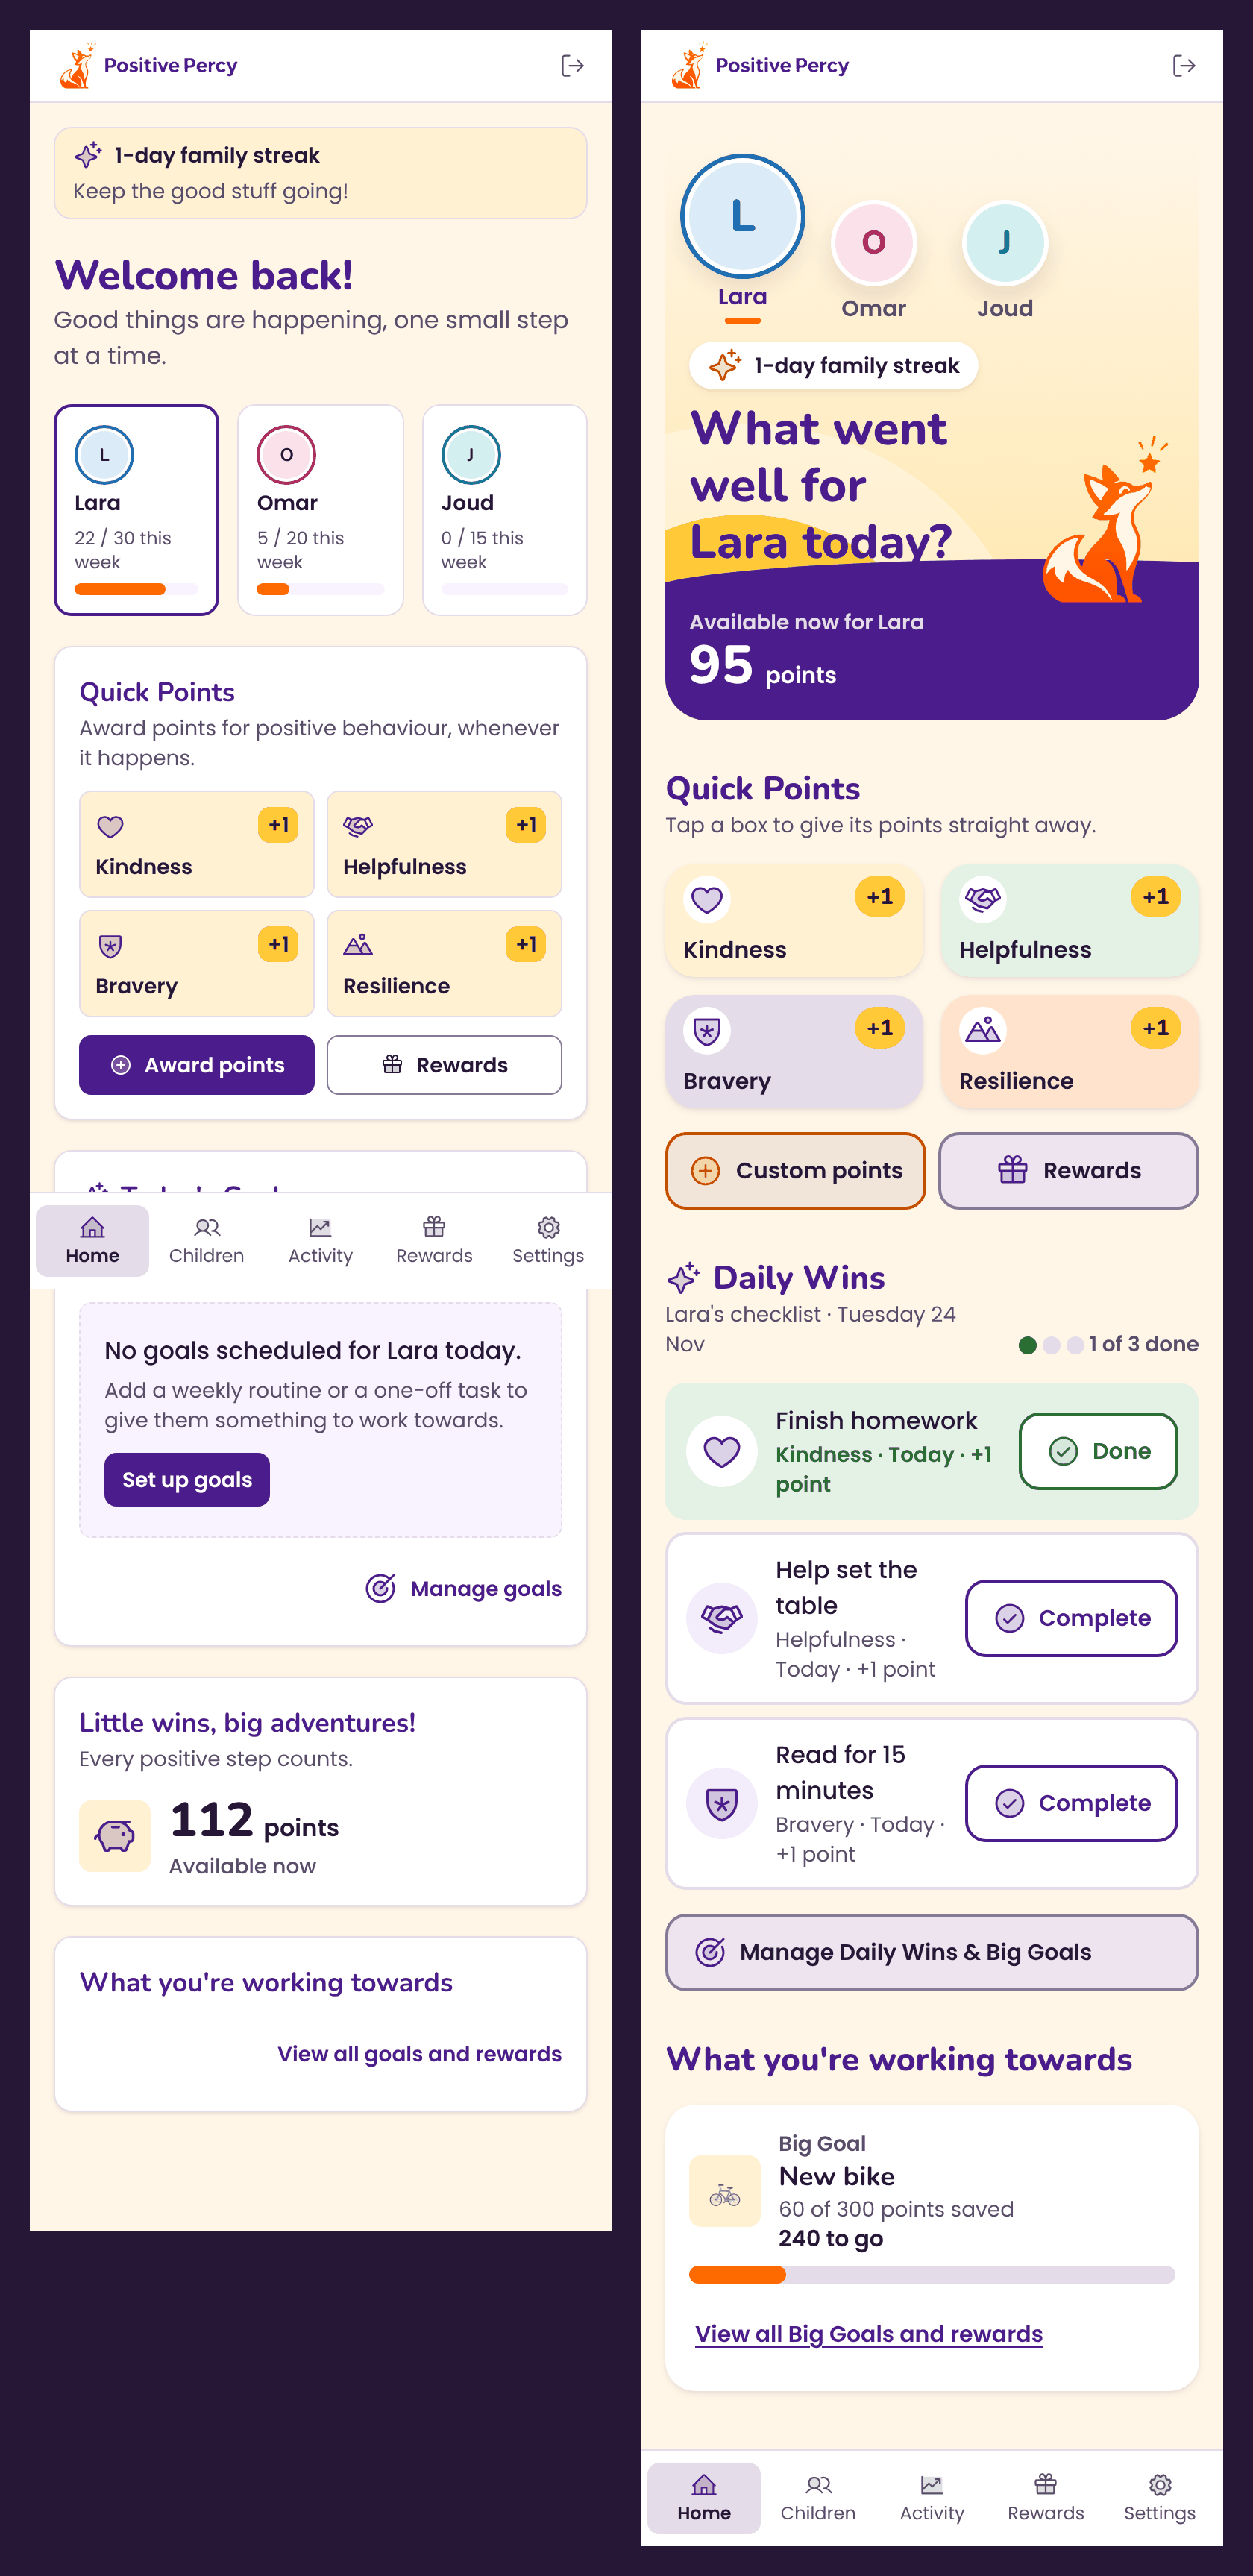 Positive Percy
1-day family streak
Keep the good stuff going!
Welcome back!
Good things are happening, one small step
at a time.
L
O
J
Lara
Omar
Joud
22 / 30 this
week
5 / 20 this
week
0 / 15 this
week
Quick Points
Award points for positive behaviour, whenever
it happens.
+1
Kindness
+1
Helpfulness
+1
Bravery
+1
Resilience
Award points
Rewards
Home
Children
Activity
Rewards
Settings
No goals scheduled for Lara today.
Add a weekly routine or a one-off task to
give them something to work towards.
Set up goals
Manage goals
Little wins, big adventures!
Every positive step counts.
112 points
Available now
What you're working towards
View all goals and rewards
Positive Percy
L
O
J
Lara
Omar
Joud
1-day family streak
What went
well for
Lara today?
Available now for Lara
95 points
Quick Points
Tap a box to give its points straight away.
+1
Kindness
+1
Helpfulness
+1
Bravery
+1
Resilience
Custom points
Rewards
Daily Wins
Lara's checklist · Tuesday 24
Nov
1 of 3 done
Finish homework
Kindness · Today · +1
point
Done
Help set the
table
Helpfulness ·
Today · +1 point
Complete
Read for 15
minutes
Bravery · Today ·
+1 point
Complete
Manage Daily Wins & Big Goals
What you're working towards
Big Goal
New bike
60 of 300 points saved
240 to go
View all Big Goals and rewards
Home
Children
Activity
Rewards
Settings